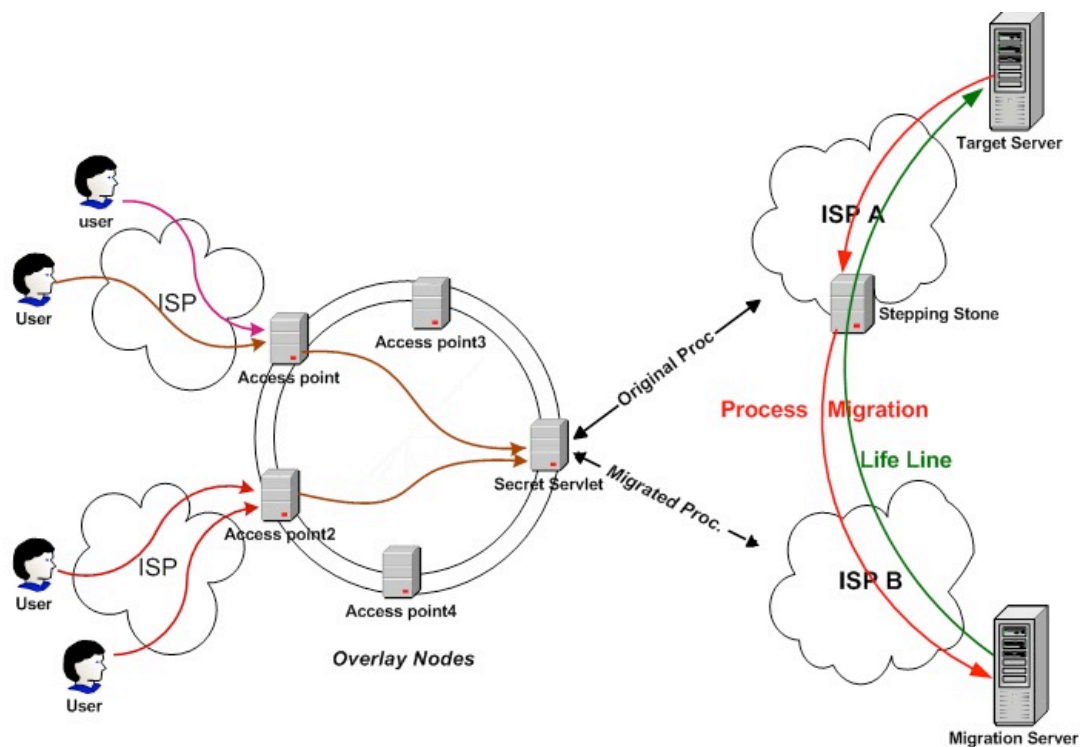 Target Server
user
ISP A
User
ISP
Access point3
Stepping Stone
Access point
Original Proc
Process Migration
Life Line
Secret Servlet
Migrated Proc.
Access point2
User
ISP
ISP B
Access point4
User
Overlay Nodes
Migration Server